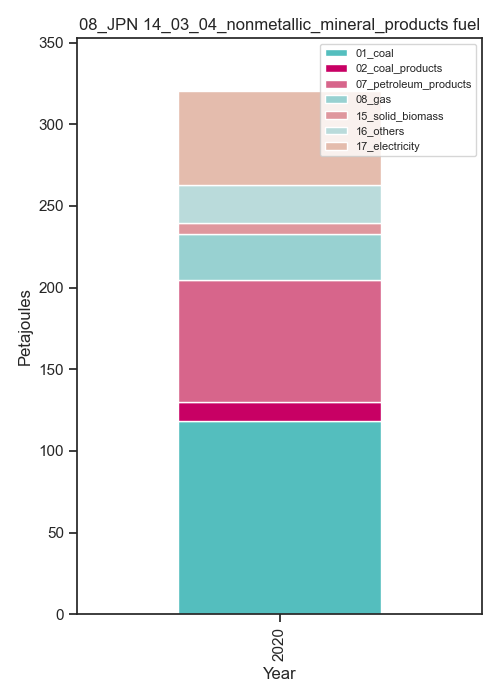 08_JPN 14_03_04_nonmetallic_mineral_products fuel
350
300
250
200
150
100
50
0
Petajoules
01_coal
02_coal_products
07_petroleum_products
08_gas
15_solid_biomass
16_others
17_electricity
2020
Year